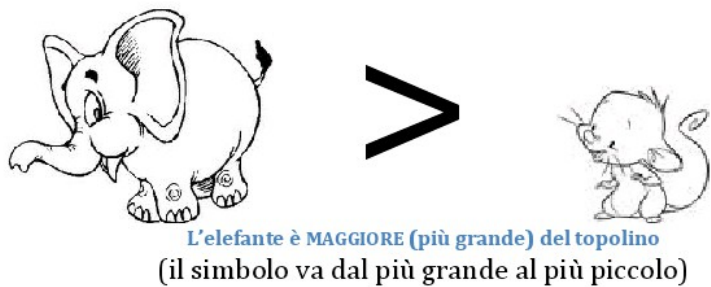 >
L'elefante è MAGGIORE (più grande) del topolino
(il simbolo va dal più grande al più piccolo)